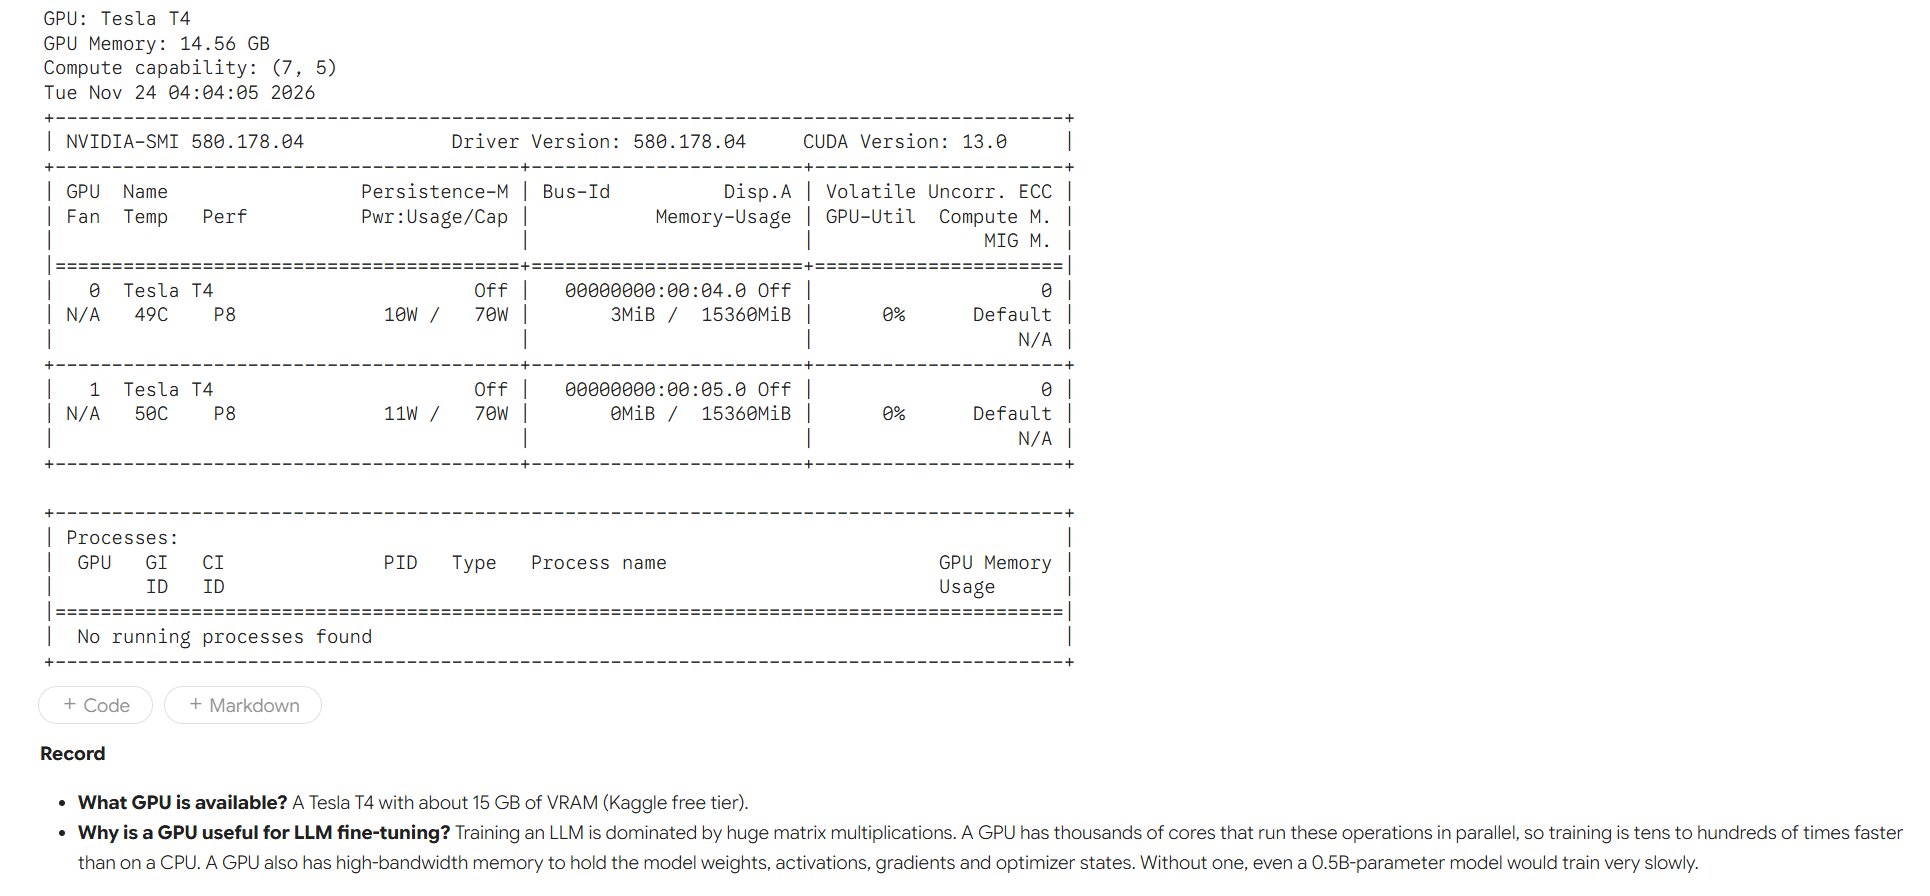 GPU: Tesla T4
GPU Memory: 14.56 GB
Compute capability: (7, 5)
Tue Nov 24 04:04:05 2026
+-----------------------------------------------------------------------------------------+
| NVIDIA-SMI 580.178.04             Driver Version: 580.178.04     CUDA Version: 13.0     |
+-----------------------------------------+------------------------+----------------------+
| GPU  Name                 Persistence-M | Bus-Id          Disp.A | Volatile Uncorr. ECC |
| Fan  Temp   Perf          Pwr:Usage/Cap |           Memory-Usage | GPU-Util  Compute M. |
|                                         |                        |               MIG M. |
|=========================================+========================+======================|
|   0  Tesla T4                       Off |   00000000:00:04.0 Off |                    0 |
| N/A   49C    P8             10W /   70W |       3MiB /  15360MiB |      0%      Default |
|                                         |                        |                  N/A |
+-----------------------------------------+------------------------+----------------------+
|   1  Tesla T4                       Off |   00000000:00:05.0 Off |                    0 |
| N/A   50C    P8             11W /   70W |       0MiB /  15360MiB |      0%      Default |
|                                         |                        |                  N/A |
+-----------------------------------------+------------------------+----------------------+
+-----------------------------------------------------------------------------------------+
| Processes:                                                                              |
|  GPU   GI   CI              PID   Type   Process name                        GPU Memory |
|        ID   ID                                                               Usage      |
|=========================================================================================|
|  No running processes found                                                             |
+-----------------------------------------------------------------------------------------+
+ Code + Markdown
Record
• What GPU is available? A Tesla T4 with about 15 GB of VRAM (Kaggle free tier).
• Why is a GPU useful for LLM fine-tuning? Training an LLM is dominated by huge matrix multiplications. A GPU has thousands of cores that run these operations in parallel, so training is tens to hundreds of times faster
than on a CPU. A GPU also has high-bandwidth memory to hold the model weights, activations, gradients and optimizer states. Without one, even a 0.5B-parameter model would train very slowly.